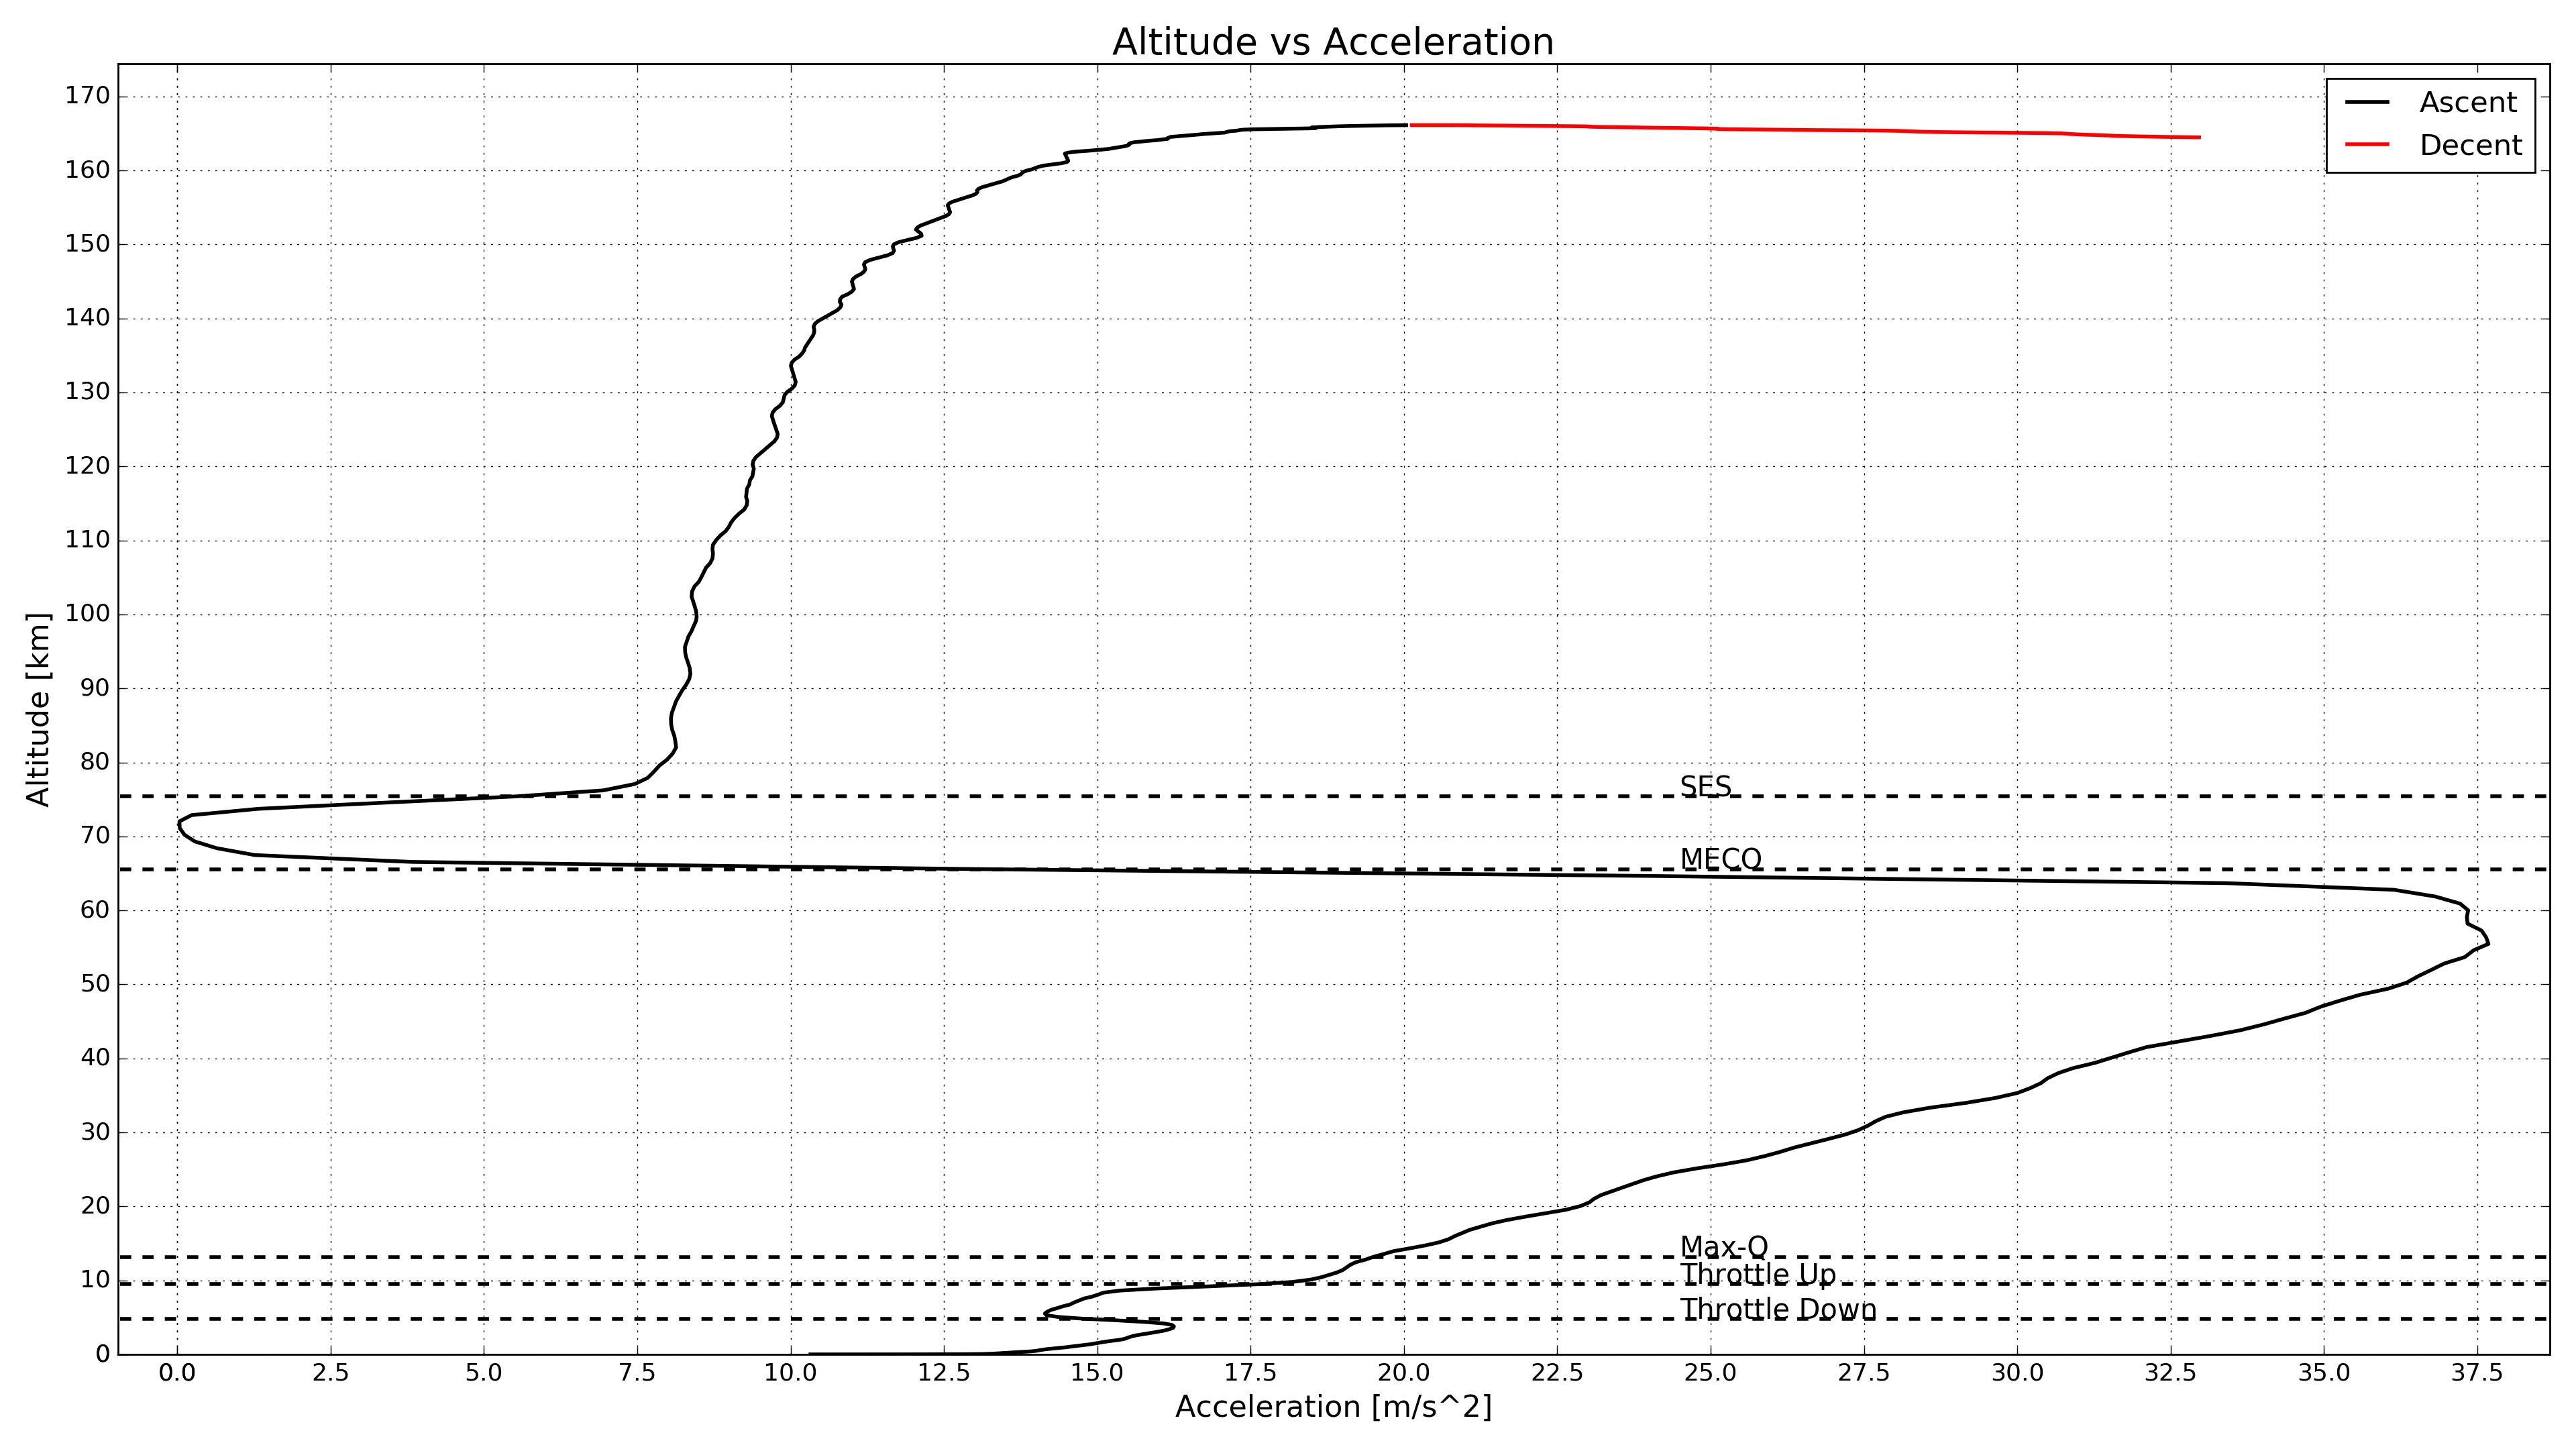 Altitude vs Acceleration
Ascent
Decent
Altitude [km]
170
160
150
140
130
120
110
100
90
80
70
60
50
40
30
20
10
0
SES
MECO
Max-Q
Throttle Up
Throttle Down
0.0 2.5 5.0 7.5 10.0 12.5 15.0 17.5 20.0 22.5 25.0 27.5 30.0 32.5 35.0 37.5
Acceleration [m/s^2]